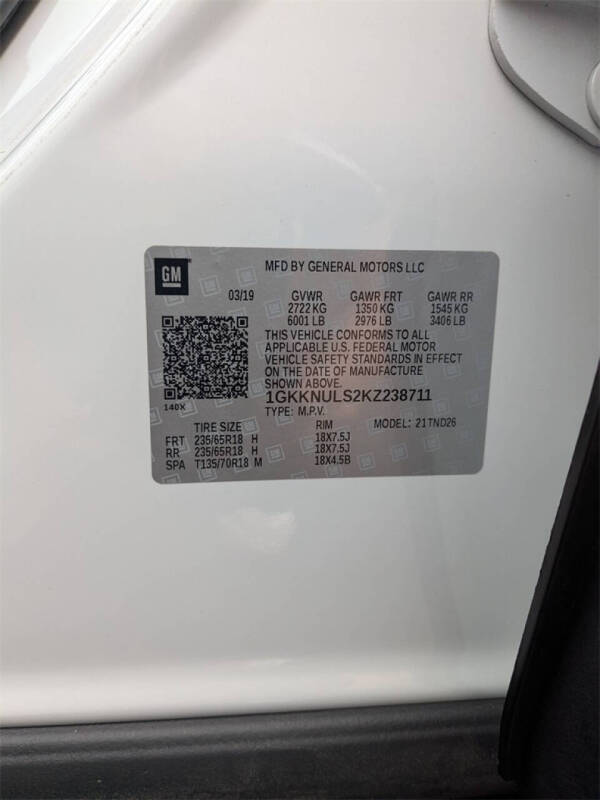 GM
MFD BY GENERAL MOTORS LLC
03/19 GVWR GAWR FRT GAWR RR
2722 KG 1350 KG 1545 KG
6001 LB 2976 LB 3406 LB
THIS VEHICLE CONFORMS TO ALL
APPLICABLE U.S. FEDERAL MOTOR
VEHICLE SAFETY STANDARDS IN EFFECT
ON THE DATE OF MANUFACTURE
SHOWN ABOVE.
1GKKNULS2KZ238711
140X
TYPE: M.P.V. MODEL: 21TND26
TIRE SIZE RIM
FRT 235/65R18 H 18X7.5J
RR 235/65R18 H 18X7.5J
SPA T135/70R18 M 18X4.5B